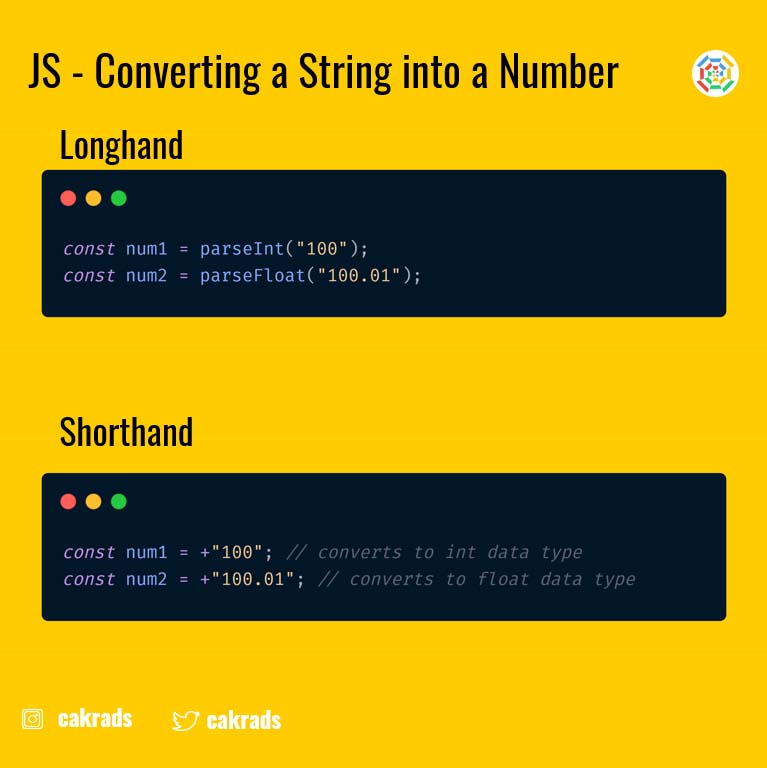 JS - Converting a String into a Number
Longhand
const num1 = parseInt("100");
const num2 = parseFloat("100.01");
Shorthand
const num1 = +"100"; // converts to int data type
const num2 = +"100.01"; // converts to float data type
cakrads cakrads